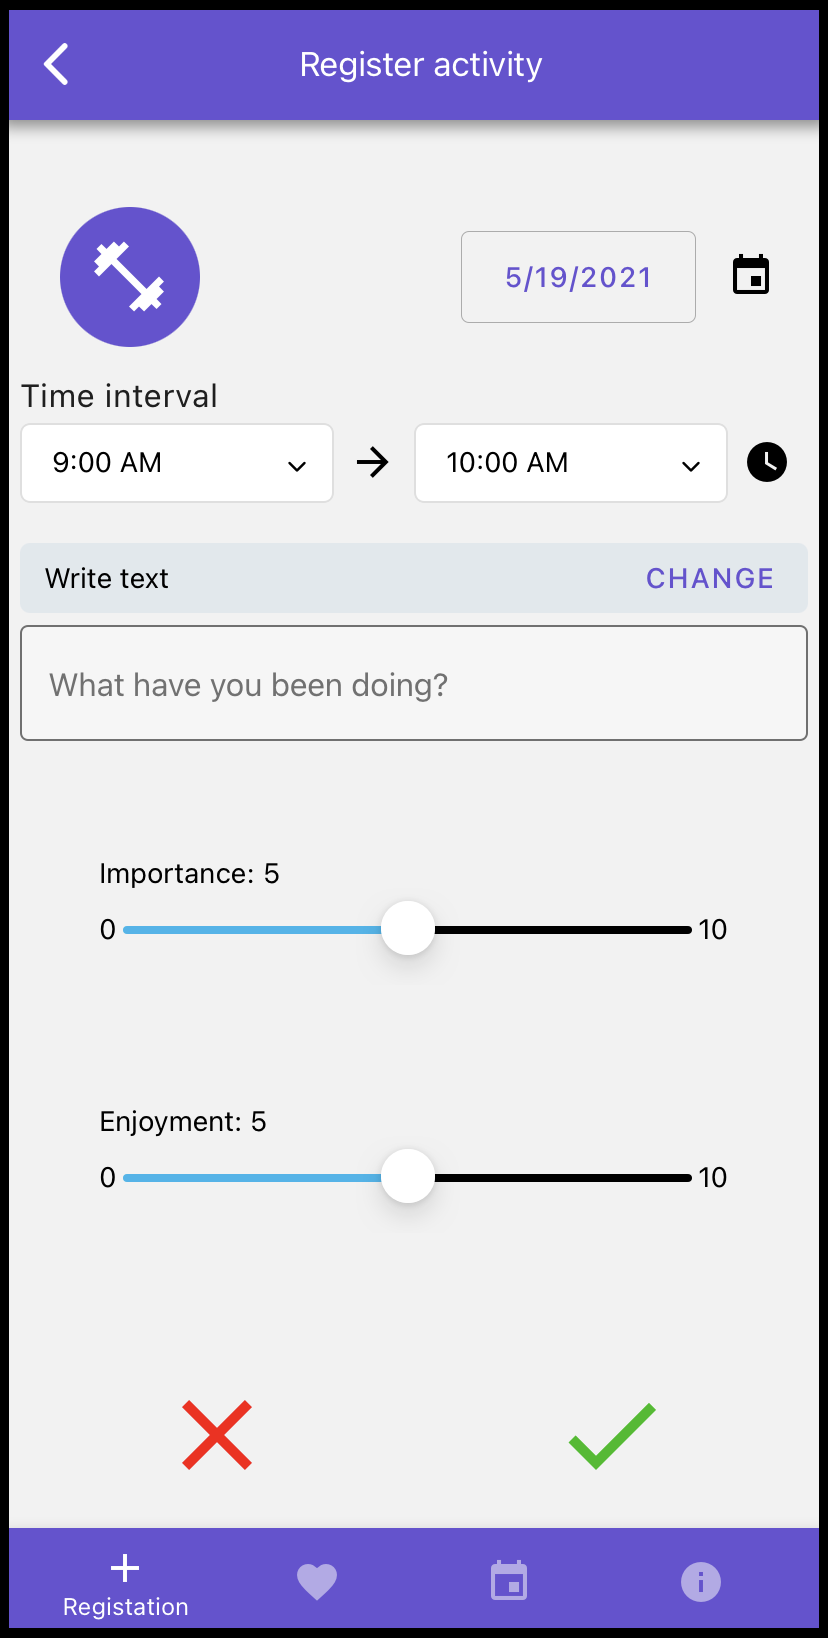 Register activity
5/19/2021
Time interval
9:00 AM 10:00 AM
Write text CHANGE
What have you been doing?
Importance: 5
0 10
Enjoyment: 5
0 10
Registation